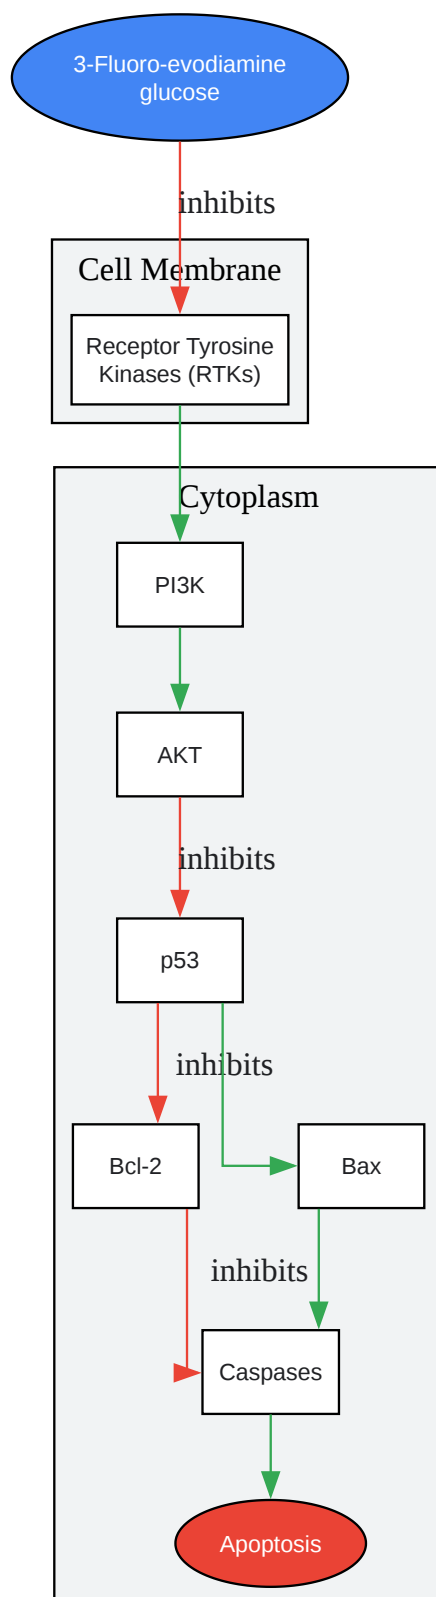 3-Fluoro-evodiamine
glucose
inhibits
Cell Membrane
Receptor Tyrosine
Kinases (RTKs)
Cytoplasm
PI3K
AKT
inhibits
p53
inhibits
Bcl-2
Bax
inhibits
Caspases
Apoptosis